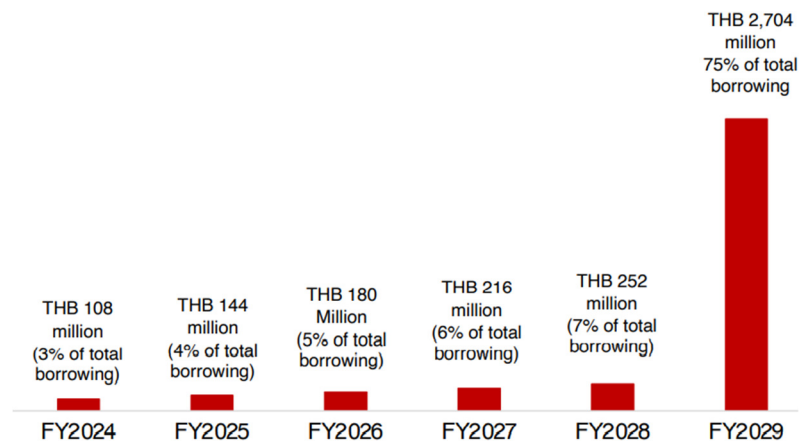 THB 108
million
(3% of total
borrowing)
THB 144
million
(4% of total
borrowing)
THB 180
Million
(5% of total
borrowing)
THB 216
million
(6% of total
borrowing)
THB 252
million
(7% of total
borrowing)
THB 2,704
million
75% of total
borrowing
FY2024
FY2025
FY2026
FY2027
FY2028
FY2029